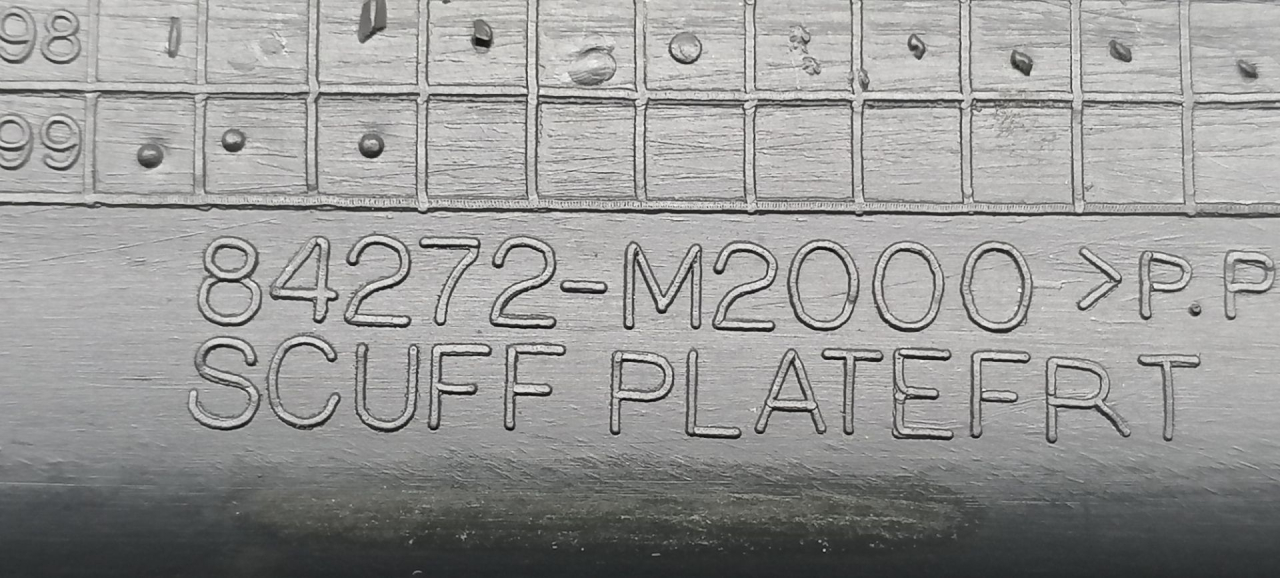 98
99
84272-M2000 >P.P
SCUFF PLATEFRT